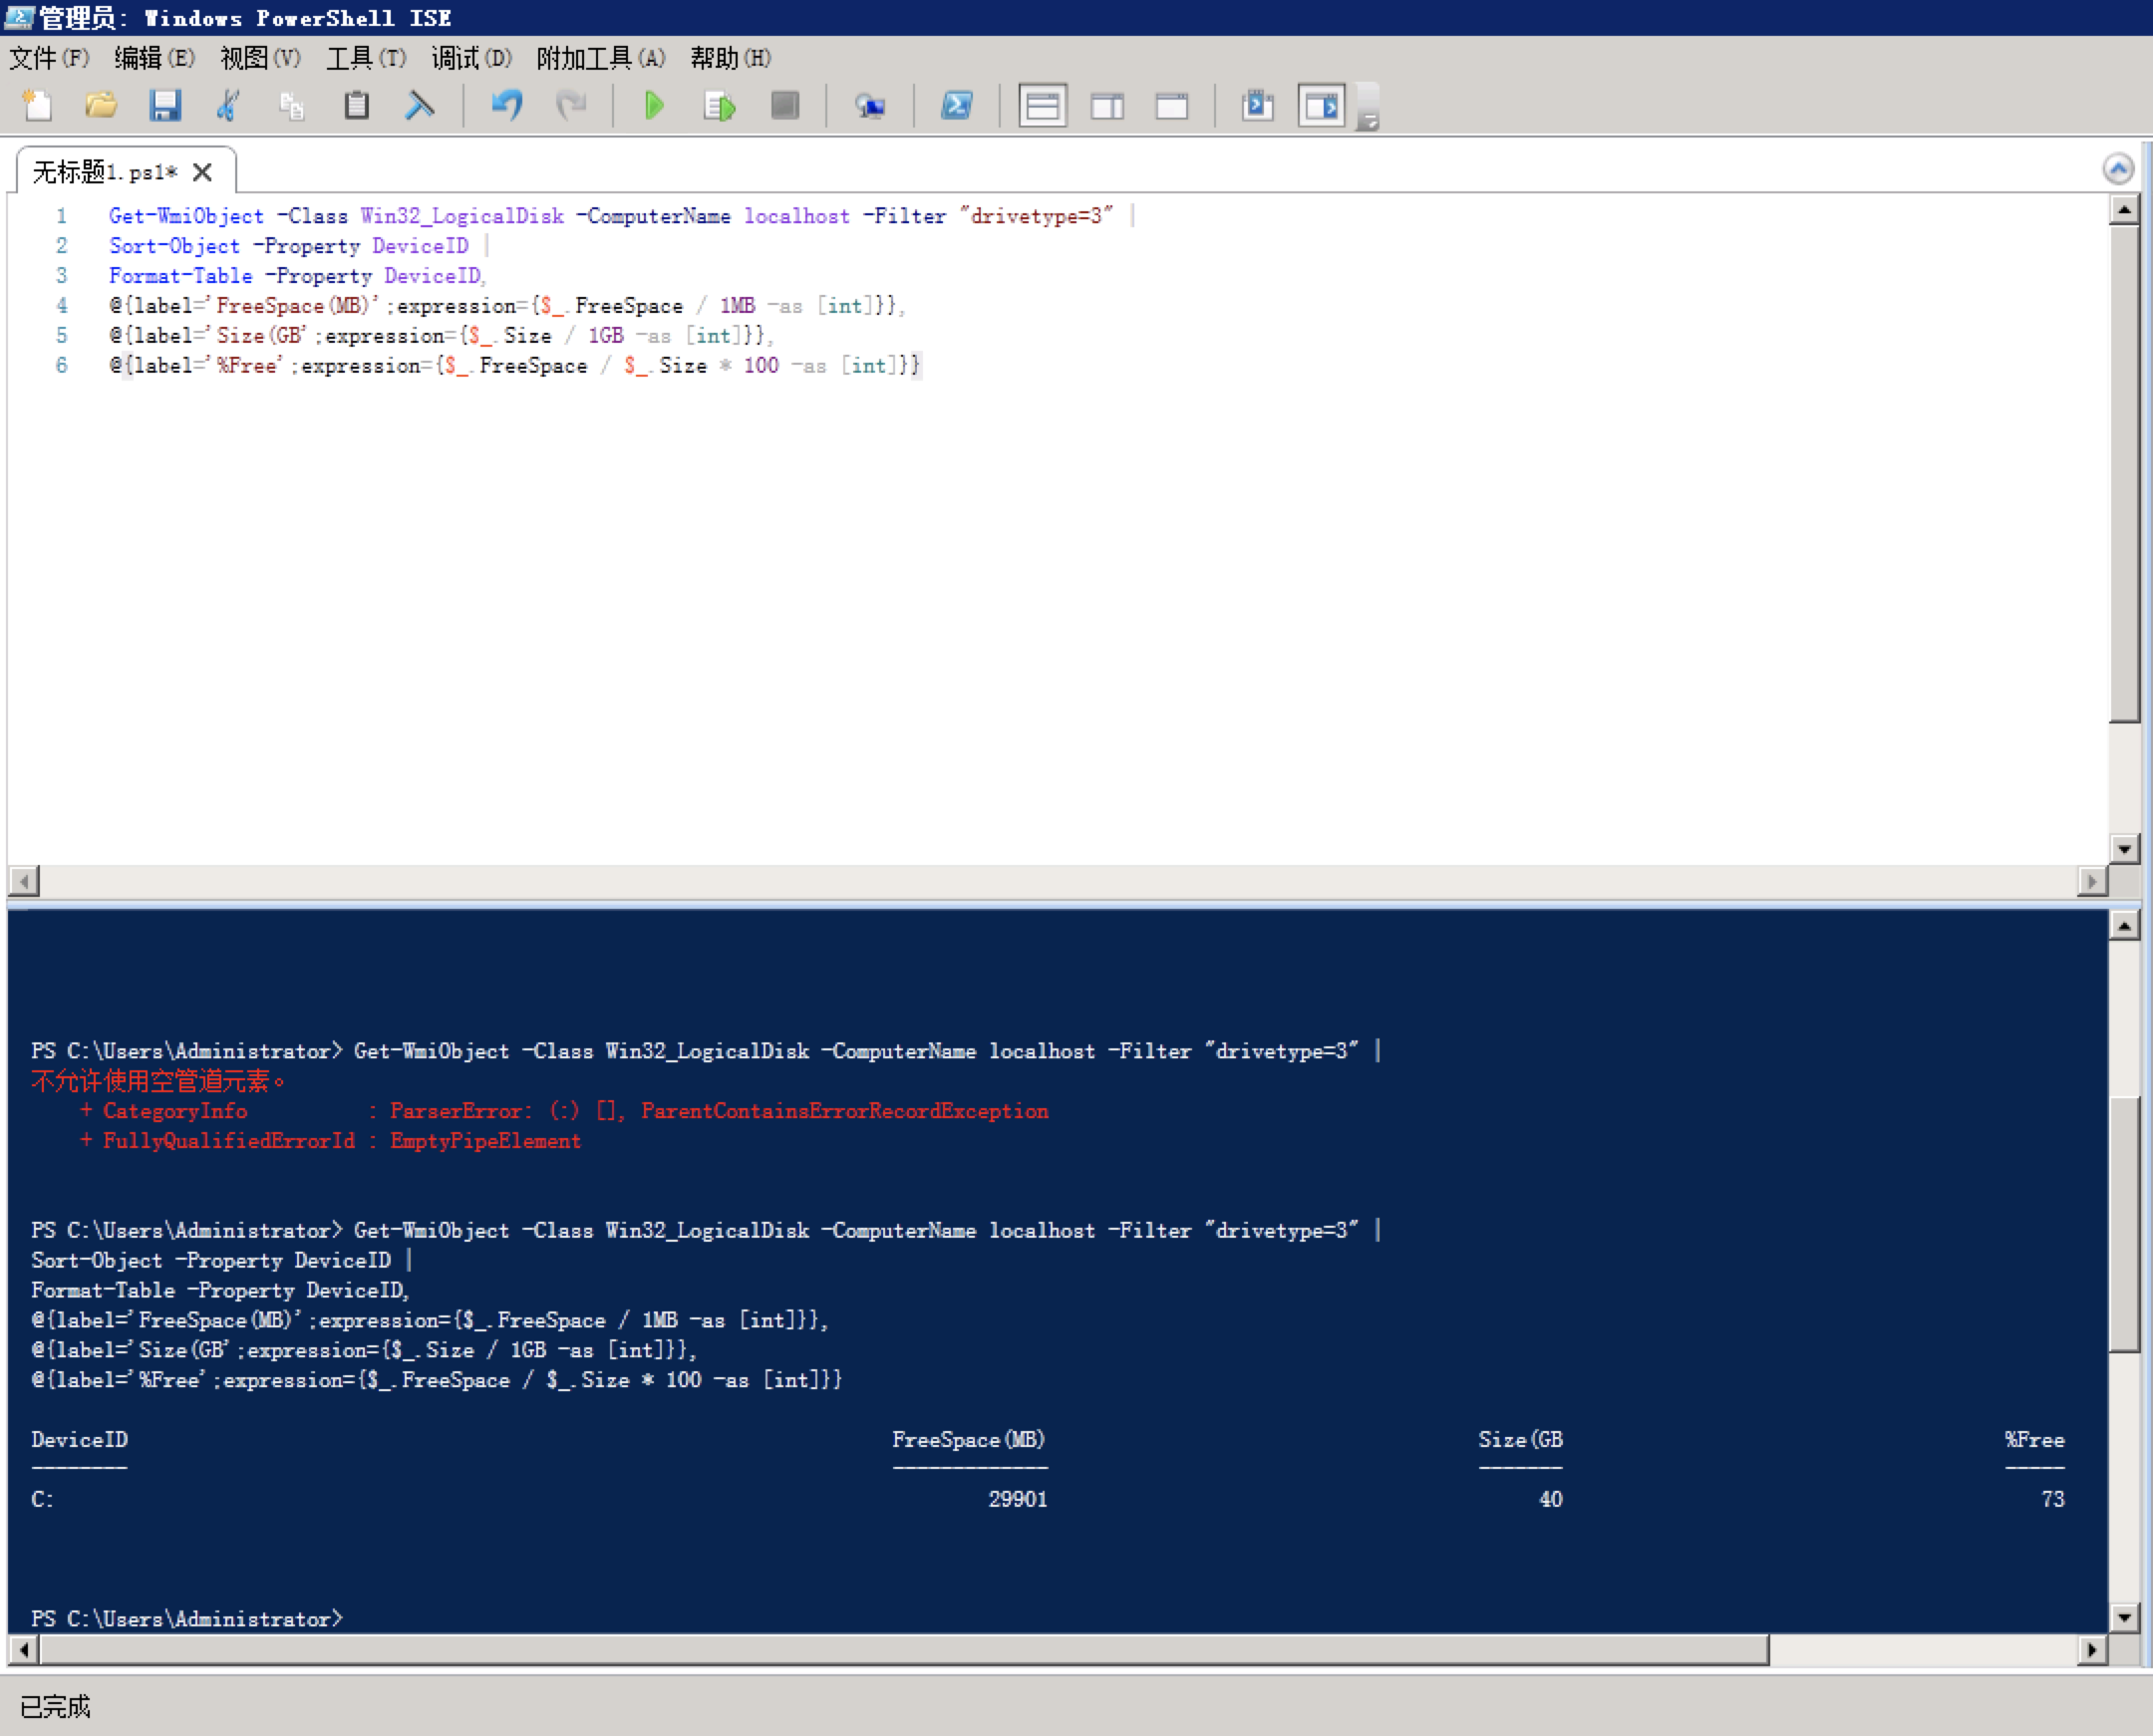 管理员: Windows PowerShell ISE
文件(F) 编辑(E) 视图(V) 工具(T) 调试(D) 附加工具(A) 帮助(H)
无标题1.ps1*
1 Get-WmiObject -Class Win32_LogicalDisk -ComputerName localhost -Filter "drivetype=3" |
2 Sort-Object -Property DeviceID |
3 Format-Table -Property DeviceID,
4 @{label='FreeSpace(MB)';expression={$_.FreeSpace / 1MB -as [int]}},
5 @{label='Size(GB';expression={$_.Size / 1GB -as [int]}},
6 @{label='%Free';expression={$_.FreeSpace / $_.Size * 100 -as [int]}}
PS C:\Users\Administrator> Get-WmiObject -Class Win32_LogicalDisk -ComputerName localhost -Filter "drivetype=3" |
不允许使用空管道元素。
+ CategoryInfo : ParserError: (:) [], ParentContainsErrorRecordException
+ FullyQualifiedErrorId : EmptyPipeElement
PS C:\Users\Administrator> Get-WmiObject -Class Win32_LogicalDisk -ComputerName localhost -Filter "drivetype=3" |
Sort-Object -Property DeviceID |
Format-Table -Property DeviceID,
@{label='FreeSpace(MB)';expression={$_.FreeSpace / 1MB -as [int]}},
@{label='Size(GB';expression={$_.Size / 1GB -as [int]}},
@{label='%Free';expression={$_.FreeSpace / $_.Size * 100 -as [int]}}
DeviceID FreeSpace(MB) Size(GB %Free
-------- ------------- ------- -----
C: 29901 40 73
PS C:\Users\Administrator>
已完成